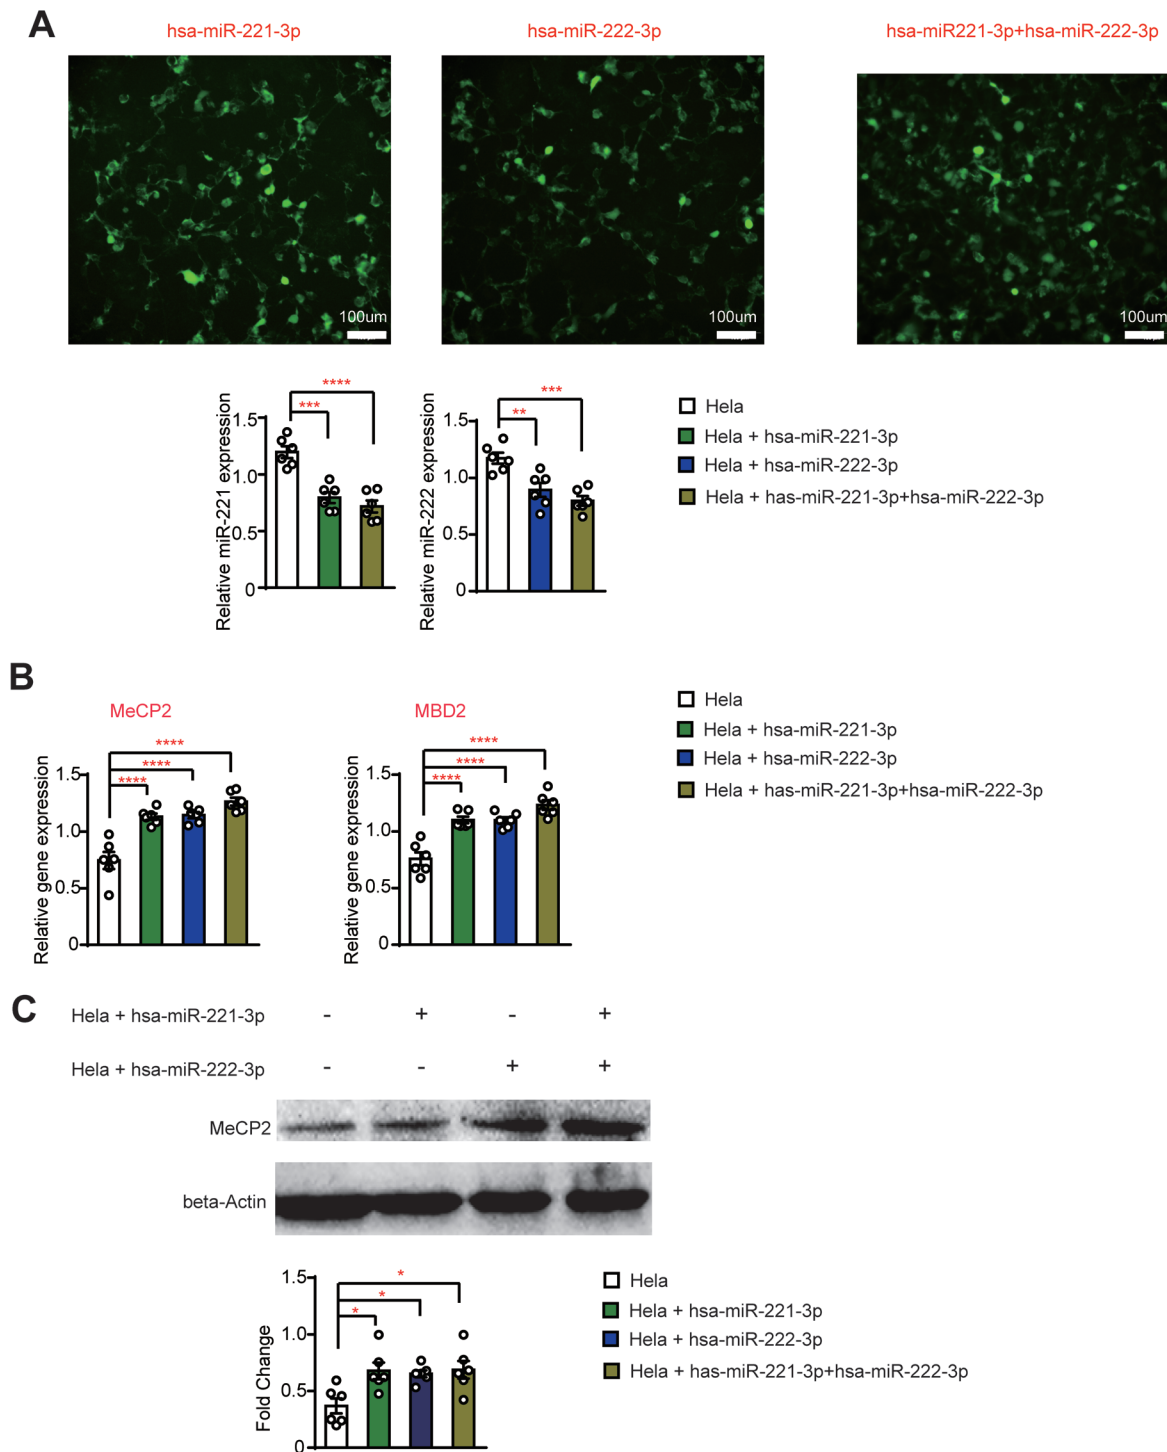 A
hsa-miR-221-3p
hsa-miR-222-3p
hsa-miR221-3p+hsa-miR-222-3p
100um
100um
100um
Relative miR-221 expression
1.5
1.0
0.5
0
***
****
Relative miR-222 expression
1.5
1.0
0.5
0
**
***
Hela
Hela + hsa-miR-221-3p
Hela + hsa-miR-222-3p
Hela + has-miR-221-3p+hsa-miR-222-3p
B
MeCP2
Relative gene expression
1.5
1.0
0.5
0
****
****
****
MBD2
Relative gene expression
1.5
1.0
0.5
0
****
****
****
Hela
Hela + hsa-miR-221-3p
Hela + hsa-miR-222-3p
Hela + has-miR-221-3p+hsa-miR-222-3p
C
Hela + hsa-miR-221-3p - + - +
Hela + hsa-miR-222-3p - - + +
MeCP2
beta-Actin
Fold Change
1.5
1.0
0.5
0
*
*
*
Hela
Hela + hsa-miR-221-3p
Hela + hsa-miR-222-3p
Hela + has-miR-221-3p+hsa-miR-222-3p